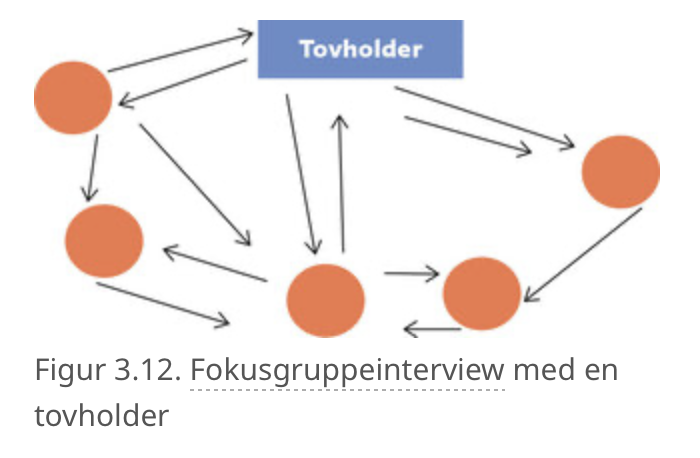 Tovholder
Figur 3.12. Fokusgruppeinterview med en
tovholder